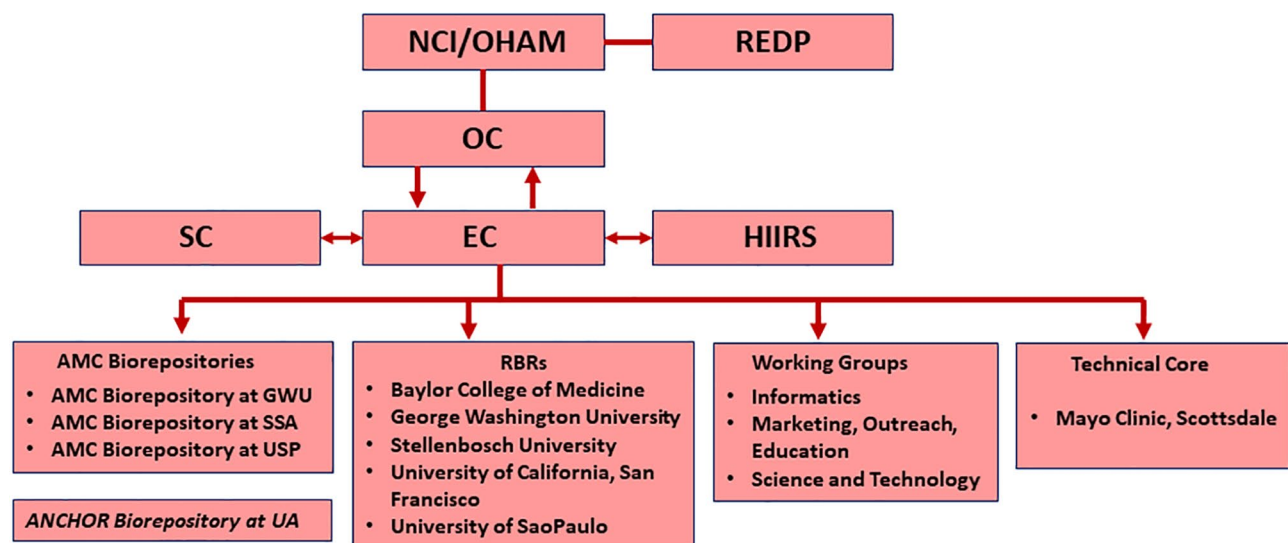 NCI/OHAM
REDP
OC
SC
EC
HIIRS
AMC Biorepositories
• AMC Biorepository at GWU
• AMC Biorepository at SSA
• AMC Biorepository at USP
ANCHOR Biorepository at UA
RBRs
• Baylor College of Medicine
• George Washington University
• Stellenbosch University
• University of California, San
Francisco
• University of SaoPaulo
Working Groups
• Informatics
• Marketing, Outreach,
Education
• Science and Technology
Technical Core
• Mayo Clinic, Scottsdale